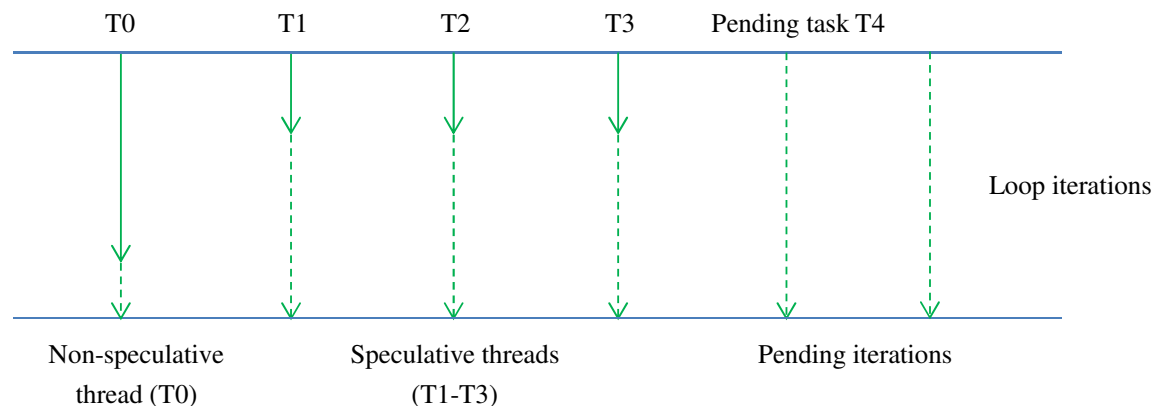 T0 T1 T2 T3 Pending task T4
Loop iterations
Non-speculative
thread (T0)
Speculative threads
(T1-T3)
Pending iterations